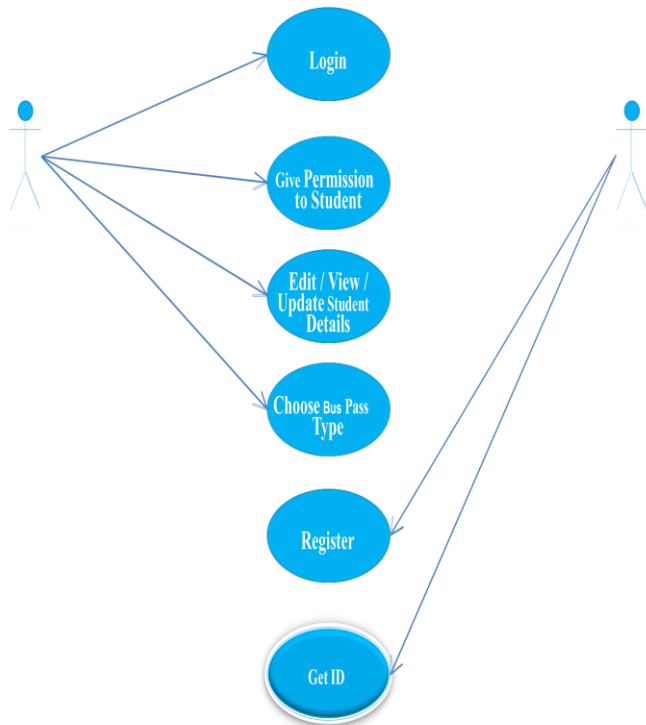 Login
Give Permission
to Student
Edit / View /
Update Student
Details
Choose Bus Pass
Type
Register
Get ID